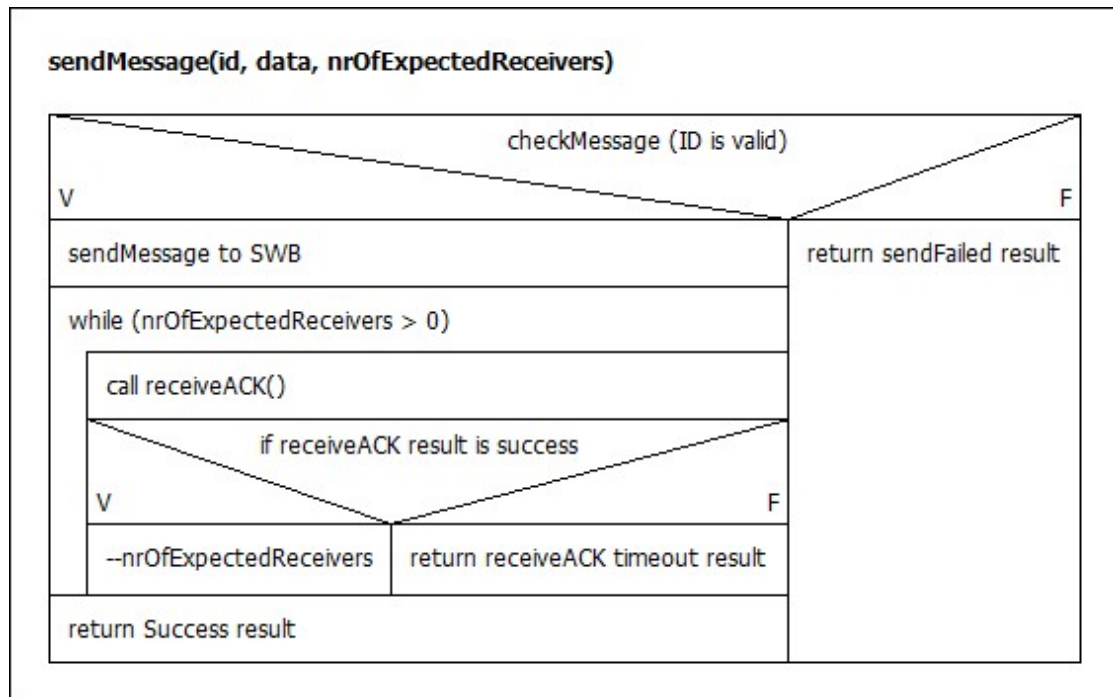 sendMessage(id, data, nrOfExpectedReceivers)
checkMessage (ID is valid)
V
F
sendMessage to SWB
return sendFailed result
while (nrOfExpectedReceivers > 0)
call receiveACK()
if receiveACK result is success
V
F
--nrOfExpectedReceivers
return receiveACK timeout result
return Success result